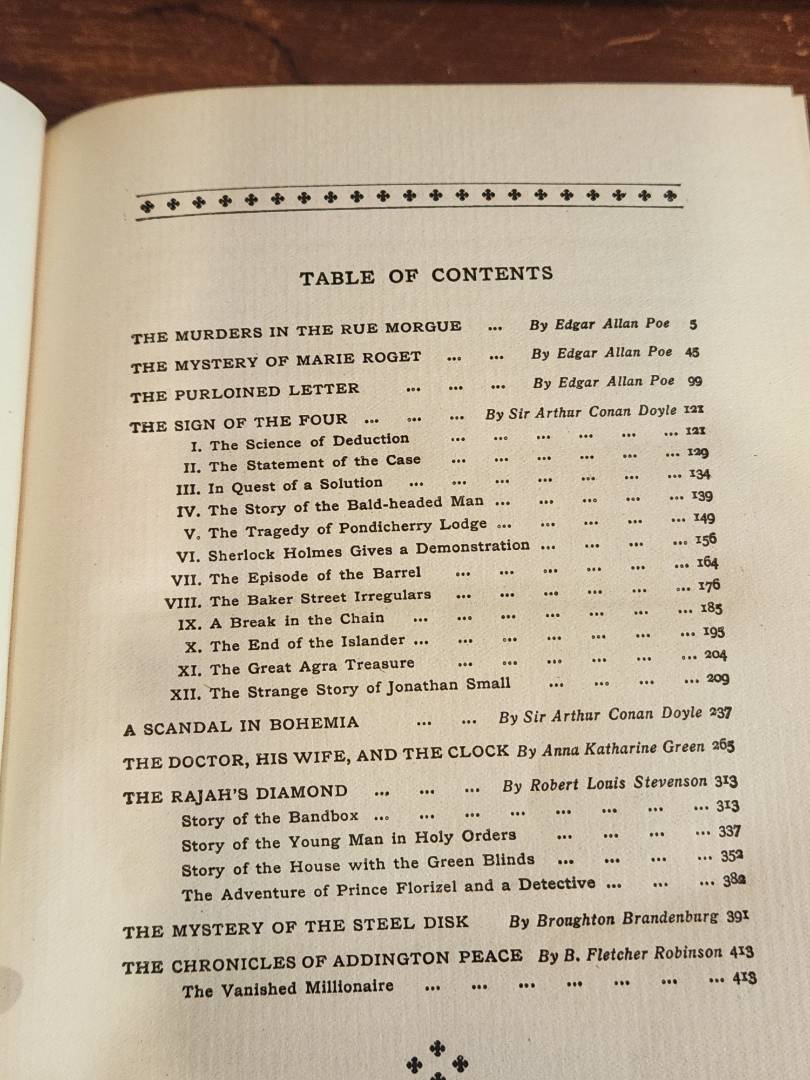 TABLE OF CONTENTS
THE MURDERS IN THE RUE MORGUE ... By Edgar Allan Poe 5
THE MYSTERY OF MARIE ROGET ... ... By Edgar Allan Poe 45
THE PURLOINED LETTER ... ... ... By Edgar Allan Poe 99
THE SIGN OF THE FOUR ... ... ... By Sir Arthur Conan Doyle 121
I. The Science of Deduction ... ... ... ... ... ... 121
II. The Statement of the Case ... ... ... ... ... ... 129
III. In Quest of a Solution ... ... ... ... ... ... ... 134
IV. The Story of the Bald-headed Man ... ... ... ... ... 139
V. The Tragedy of Pondicherry Lodge ... ... ... ... ... 149
VI. Sherlock Holmes Gives a Demonstration ... ... ... ... 156
VII. The Episode of the Barrel ... ... ... ... ... ... 164
VIII. The Baker Street Irregulars ... ... ... ... ... ... 176
IX. A Break in the Chain ... ... ... ... ... ... ... 185
X. The End of the Islander ... ... ... ... ... ... ... 195
XI. The Great Agra Treasure ... ... ... ... ... ... 204
XII. The Strange Story of Jonathan Small ... ... ... ... 209
A SCANDAL IN BOHEMIA ... ... By Sir Arthur Conan Doyle 237
THE DOCTOR, HIS WIFE, AND THE CLOCK By Anna Katharine Green 265
THE RAJAH'S DIAMOND ... ... ... By Robert Louis Stevenson 313
Story of the Bandbox ... ... ... ... ... ... ... ... 313
Story of the Young Man in Holy Orders ... ... ... ... 337
Story of the House with the Green Blinds ... ... ... ... 352
The Adventure of Prince Florizel and a Detective ... ... ... 382
THE MYSTERY OF THE STEEL DISK By Broughton Brandenburg 391
THE CHRONICLES OF ADDINGTON PEACE By B. Fletcher Robinson 413
The Vanished Millionaire ... ... ... ... ... ... ... 413